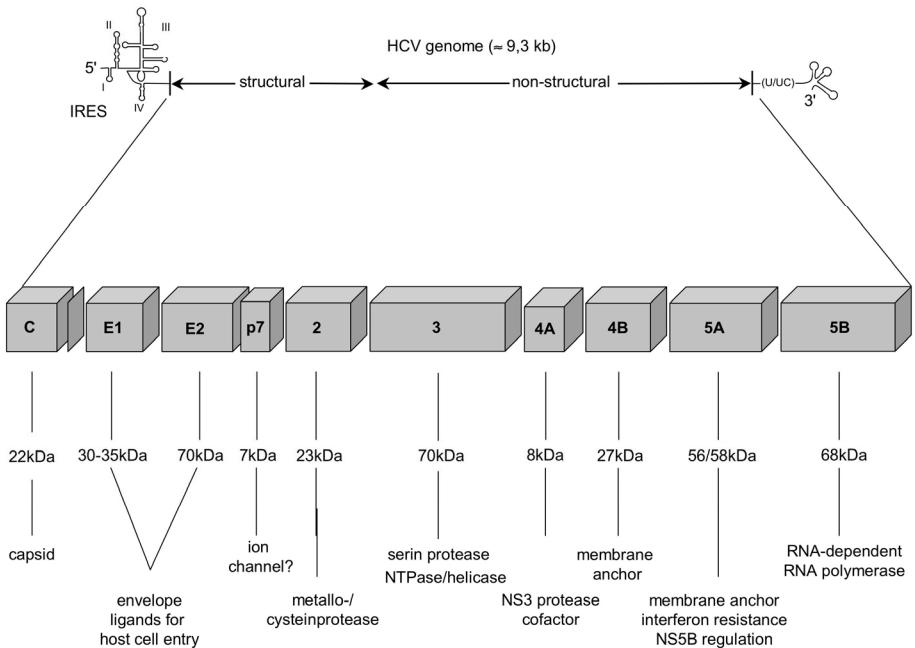 II
III
HCV genome (≈ 9,3 kb)
5'
structural
non-structural
(U/UC)
3'
I
IV
IRES
C
E1
E2
p7
2
3
4A
4B
5A
5B
22kDa
30-35kDa
70kDa
7kDa
23kDa
70kDa
8kDa
27kDa
56/58kDa
68kDa
capsid
envelope
ligands for
host cell entry
ion
channel?
metallo-/
cysteinprotease
serin protease
NTPase/helicase
NS3 protease
cofactor
membrane
anchor
membrane anchor
interferon resistance
NS5B regulation
RNA-dependent
RNA polymerase